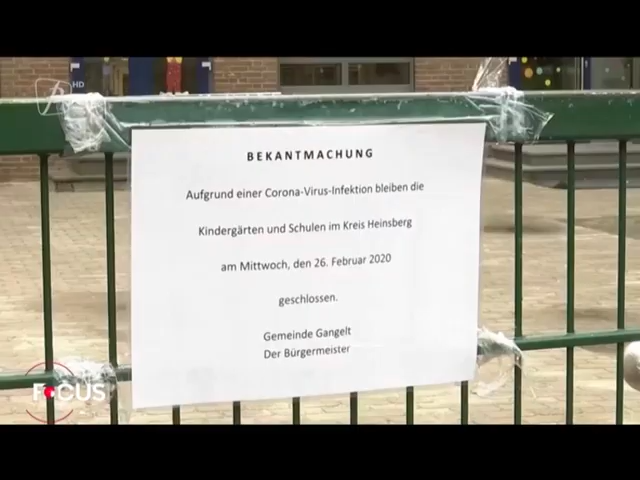 HD
BEKANTMACHUNG
Aufgrund einer Corona-Virus-Infektion bleiben die
Kindergärten und Schulen im Kreis Heinsberg
am Mittwoch, den 26. Februar 2020
geschlossen.
Gemeinde Gangelt
Der Bürgermeister
FOCUS